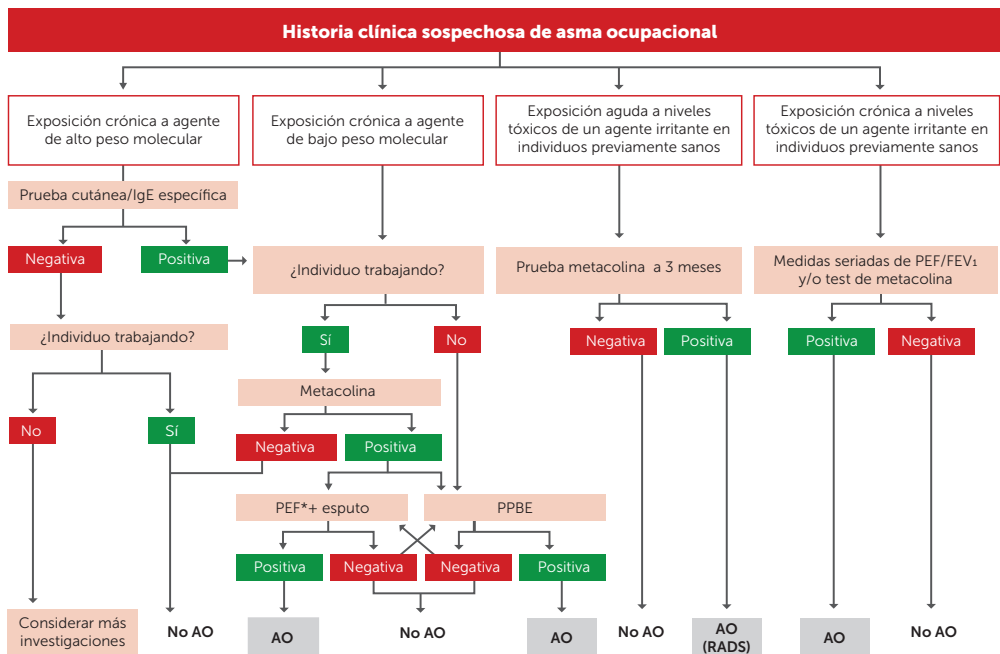 Historia clínica sospechosa de asma ocupacional
Exposición crónica a agente
de alto peso molecular
Exposición crónica a agente
de bajo peso molecular
Exposición aguda a niveles
tóxicos de un agente irritante en
individuos previamente sanos
Exposición crónica a niveles
tóxicos de un agente irritante en
individuos previamente sanos
Prueba cutánea/IgE específica
Negativa
Positiva
¿Individuo trabajando?
Prueba metacolina a 3 meses
Medidas seriadas de PEF/FEV₁
y/o test de metacolina
¿Individuo trabajando?
Sí
No
Negativa
Positiva
Positiva
Negativa
Metacolina
No
Sí
Negativa
Positiva
PEF*+ esputo
PPBE
Positiva
Negativa
Negativa
Positiva
Considerar más
investigaciones
No AO
AO
No AO
AO
No AO
AO
(RADS)
AO
No AO